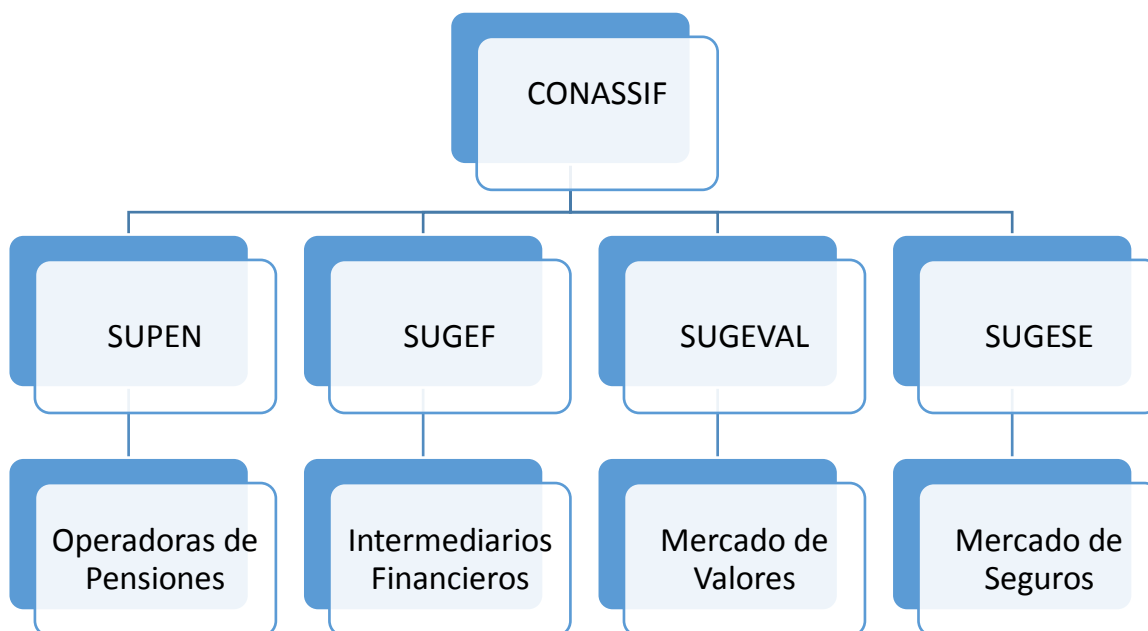 CONASSIF
SUPEN
SUGEF
SUGEVAL
SUGESE
Operadoras de
Pensiones
Intermediarios
Financieros
Mercado de
Valores
Mercado de
Seguros